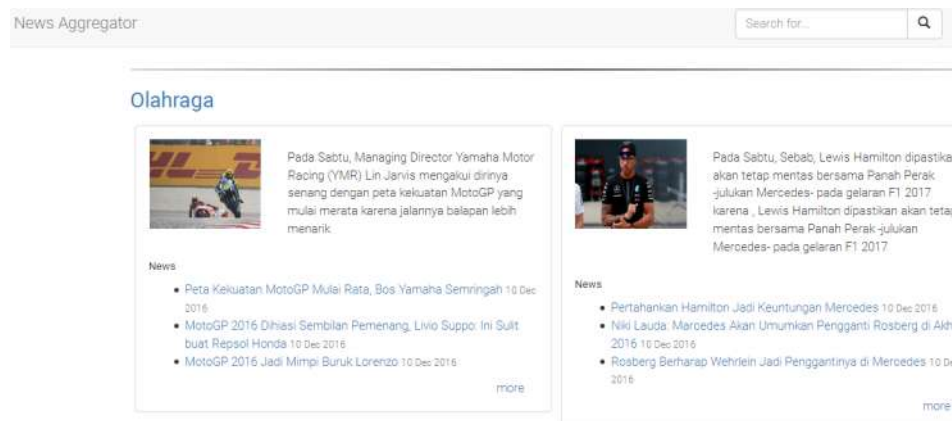 News Aggregator
Search for...
Olahraga
Pada Sabtu, Managing Director Yamaha Motor
Racing (YMR) Lin Jarvis mengakui dirinya
senang dengan peta kekuatan MotoGP yang
mulai merata karena jalannya balapan lebih
menarik
News
• Peta Kekuatan MotoGP Mulai Rata, Bos Yamaha Semringah 10 Dec
2016
• MotoGP 2016 Dihiasi Sembilan Pemenang, Livio Suppo: Ini Sulit
buat Repsol Honda 10 Dec 2016
• MotoGP 2016 Jadi Mimpi Buruk Lorenzo 10 Dec 2016
more
Pada Sabtu, Sebab, Lewis Hamilton dipastika
akan tetap mentas bersama Panah Perak
-julukan Mercedes- pada gelaran F1 2017
karena , Lewis Hamilton dipastikan akan tetap
mentas bersama Panah Perak -julukan
Mercedes- pada gelaran F1 2017
News
• Pertahankan Hamilton Jadi Keuntungan Mercedes 10 Dec 2016
• Niki Lauda: Marcedes Akan Umumkan Pengganti Rosberg di Akh
2016 10 Dec 2016
• Rosberg Berharap Wehrlein Jadi Penggantinya di Mercedes 10 De
2016
more